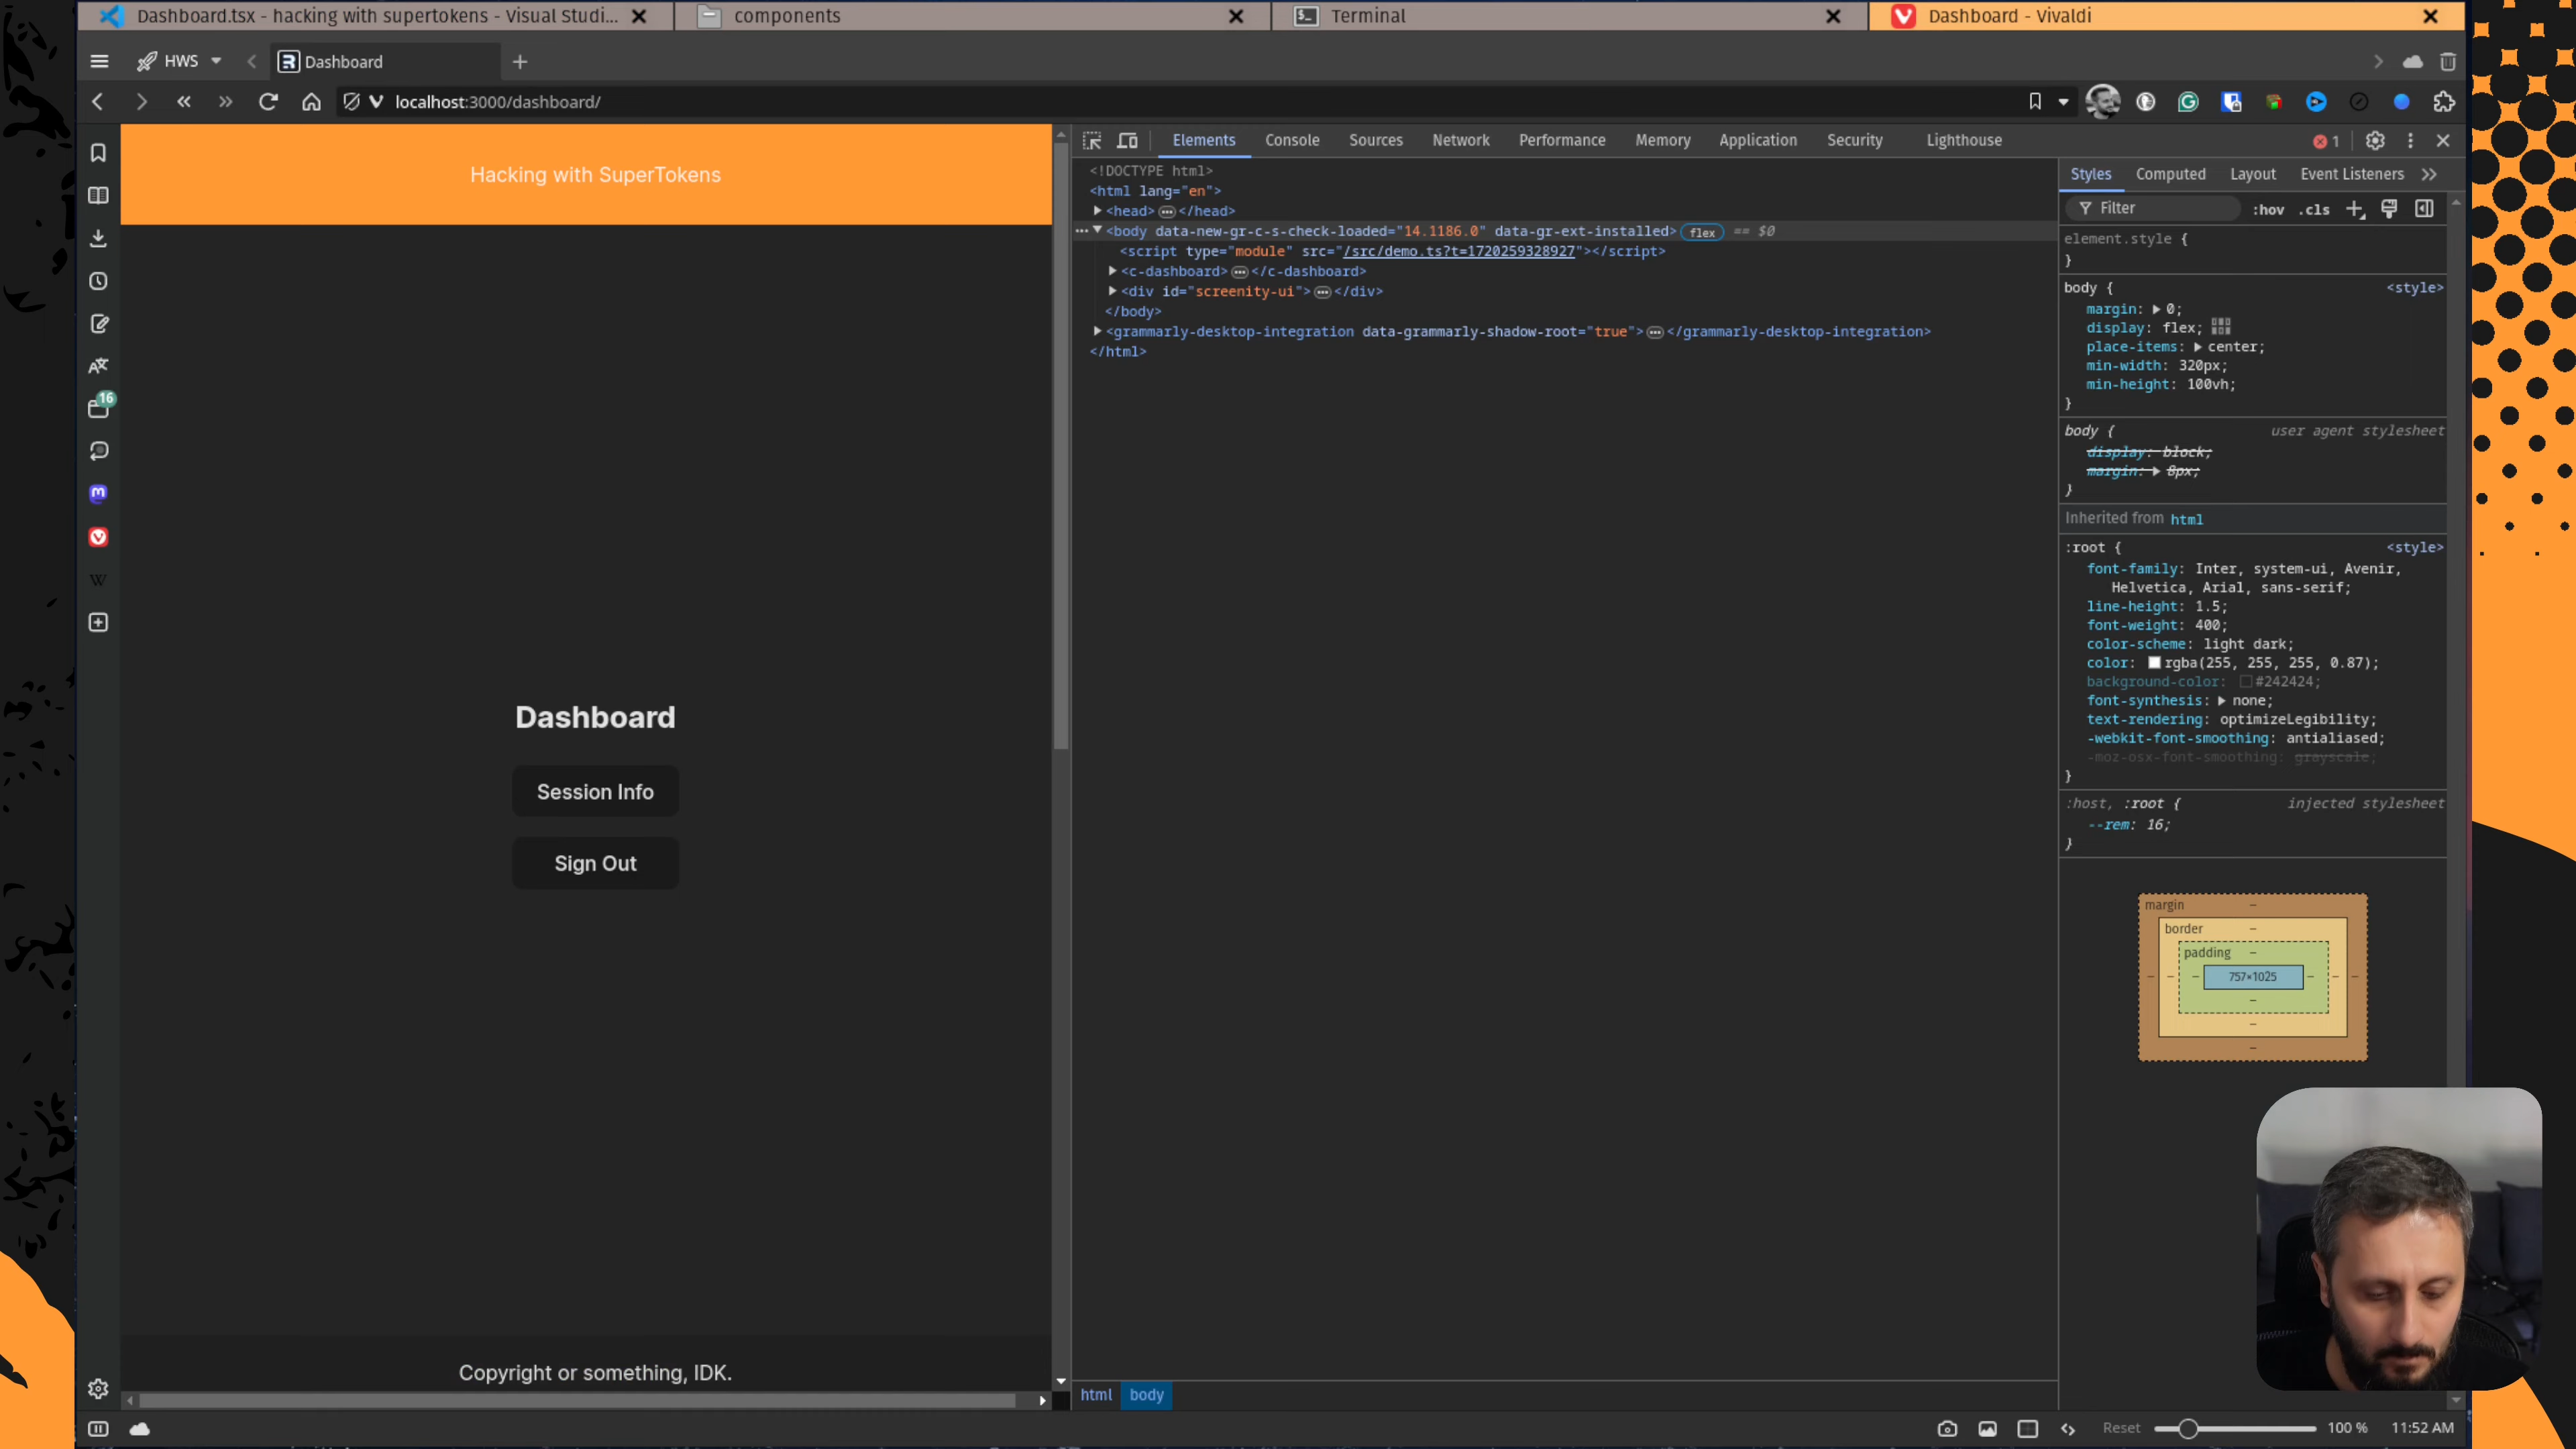 Dashboard.tsx - hacking with supertokens - Visual Studi...
components
Terminal
Dashboard - Vivaldi
HWS
Dashboard
localhost:3000/dashboard/
Hacking with SuperTokens
16
Dashboard
Session Info
Sign Out
Copyright or something, IDK.
Elements Console Sources Network Performance Memory Application Security Lighthouse
1
<!DOCTYPE html>
<html lang="en">
<head> </head>
<body data-new-gr-c-s-check-loaded="14.1186.0" data-gr-ext-installed> flex == $0
<script type="module" src="/src/demo.ts?t=1720259328927"></script>
<c-dashboard> </c-dashboard>
<div id="screenity-ui"> </div>
</body>
<grammarly-desktop-integration data-grammarly-shadow-root="true"> </grammarly-desktop-integration>
</html>
html body
Styles Computed Layout Event Listeners
Filter :hov .cls
element.style {
}
body { <style>
margin: 0;
display: flex;
place-items: center;
min-width: 320px;
min-height: 100vh;
}
body { user agent stylesheet
display: block;
margin: 8px;
}
Inherited from html
:root { <style>
font-family: Inter, system-ui, Avenir,
Helvetica, Arial, sans-serif;
line-height: 1.5;
font-weight: 400;
color-scheme: light dark;
color: rgba(255, 255, 255, 0.87);
background-color: #242424;
font-synthesis: none;
text-rendering: optimizeLegibility;
-webkit-font-smoothing: antialiased;
-moz-osx-font-smoothing: grayscale;
}
:host, :root { injected stylesheet
--rem: 16;
}
margin –
border –
padding –
– – – 757×1025 – – –
–
–
–
Reset 100 % 11:52 AM